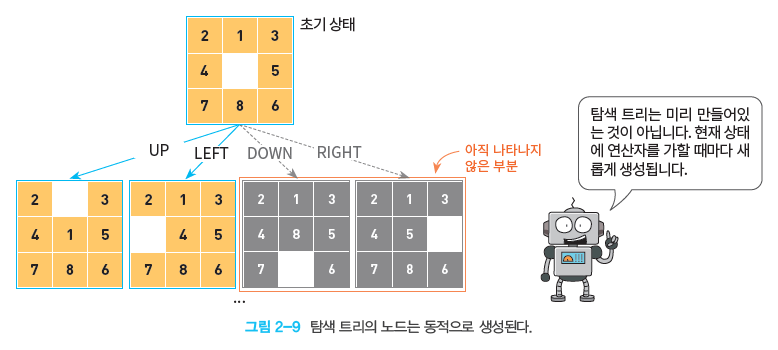 초기 상태
2 1 3
4 5
7 8 6
탐색 트리는 미리 만들어있
는 것이 아닙니다. 현재 상태
에 연산자를 가할 때마다 새
롭게 생성됩니다.
UP LEFT DOWN RIGHT
아직 나타나지
않은 부분
2 3
4 1 5
7 8 6
2 1 3
4 5
7 8 6
2 1 3
4 8 5
7 6
2 1 3
4 5
7 8 6
...
그림 2-9 탐색 트리의 노드는 동적으로 생성된다.